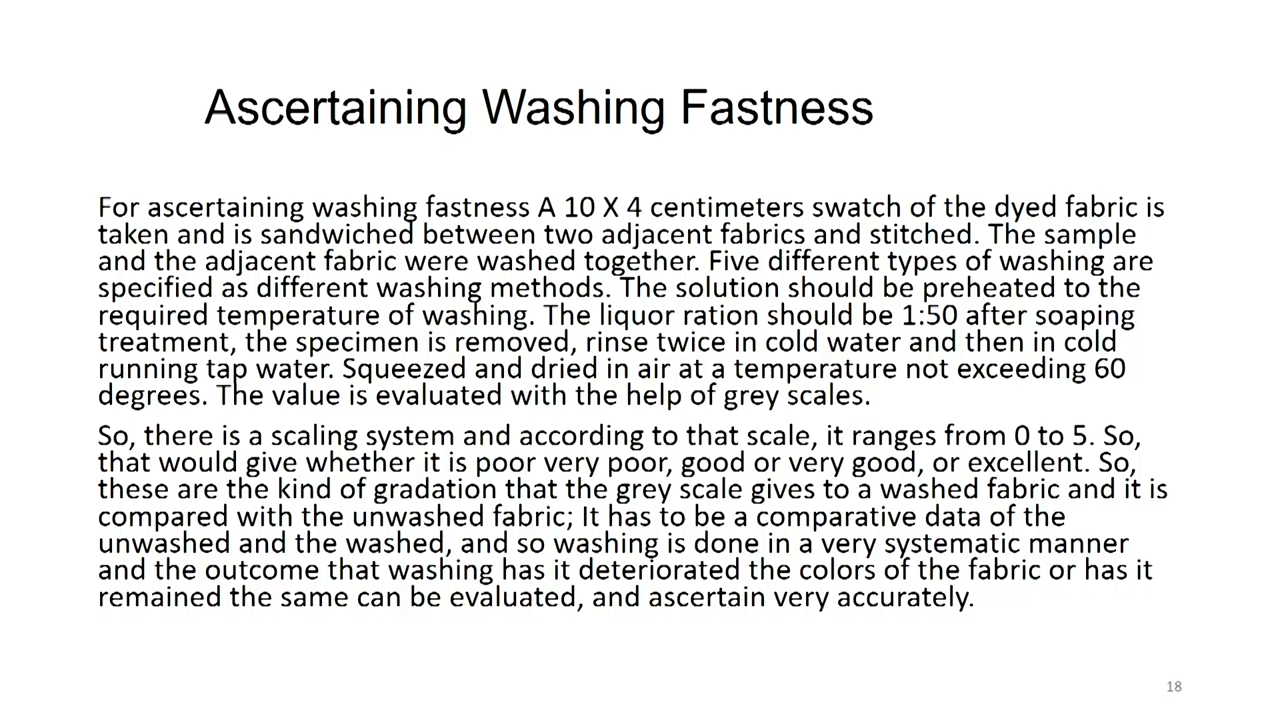 Ascertaining Washing Fastness
For ascertaining washing fastness A 10 X 4 centimeters swatch of the dyed fabric is
taken and is sandwiched between two adjacent fabrics and stitched. The sample
and the adjacent fabric were washed together. Five different types of washing are
specified as different washing methods. The solution should be preheated to the
required temperature of washing. The liquor ration should be 1:50 after soaping
treatment, the specimen is removed, rinse twice in cold water and then in cold
running tap water. Squeezed and dried in air at a temperature not exceeding 60
degrees. The value is evaluated with the help of grey scales.
So, there is a scaling system and according to that scale, it ranges from 0 to 5. So,
that would give whether it is poor very poor, good or very good, or excellent. So,
these are the kind of gradation that the grey scale gives to a washed fabric and it is
compared with the unwashed fabric; It has to be a comparative data of the
unwashed and the washed, and so washing is done in a very systematic manner
and the outcome that washing has it deteriorated the colors of the fabric or has it
remained the same can be evaluated, and ascertain very accurately.
18